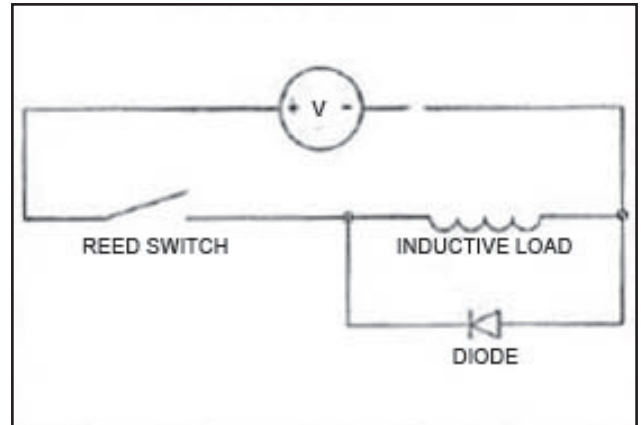 + V -
REED SWITCH
INDUCTIVE LOAD
DIODE